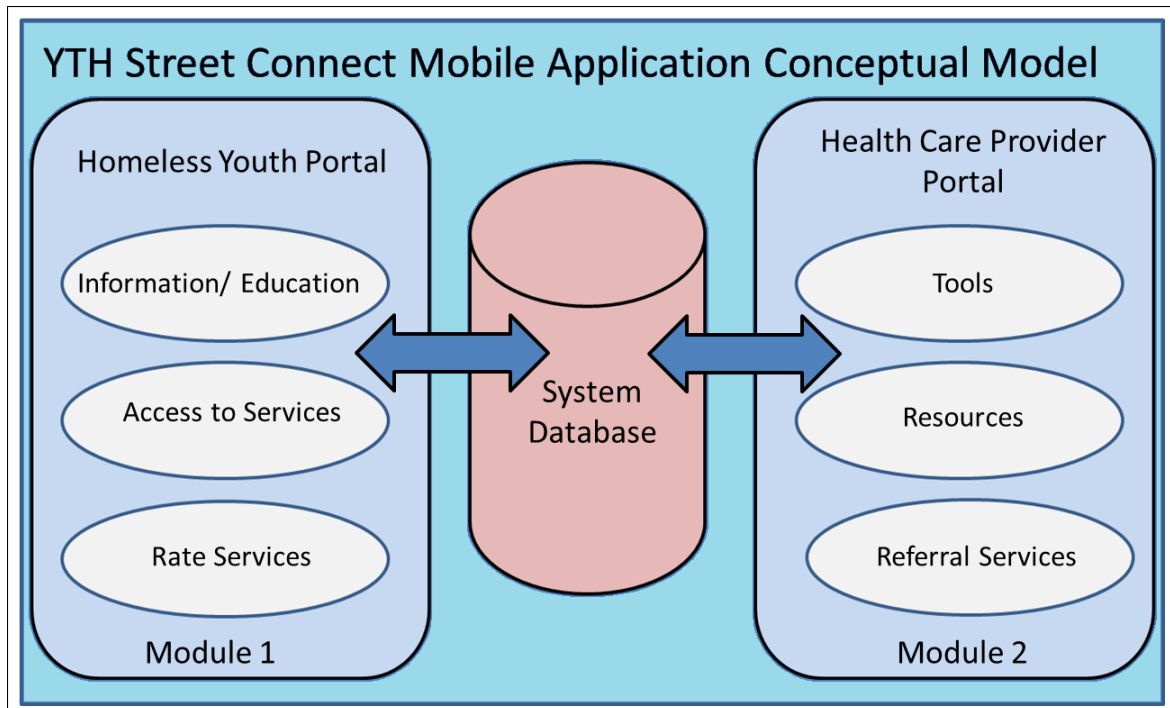 YTH Street Connect Mobile Application Conceptual Model
Homeless Youth Portal
Information/ Education
Access to Services
Rate Services
Module 1
System
Database
Health Care Provider
Portal
Tools
Resources
Referral Services
Module 2